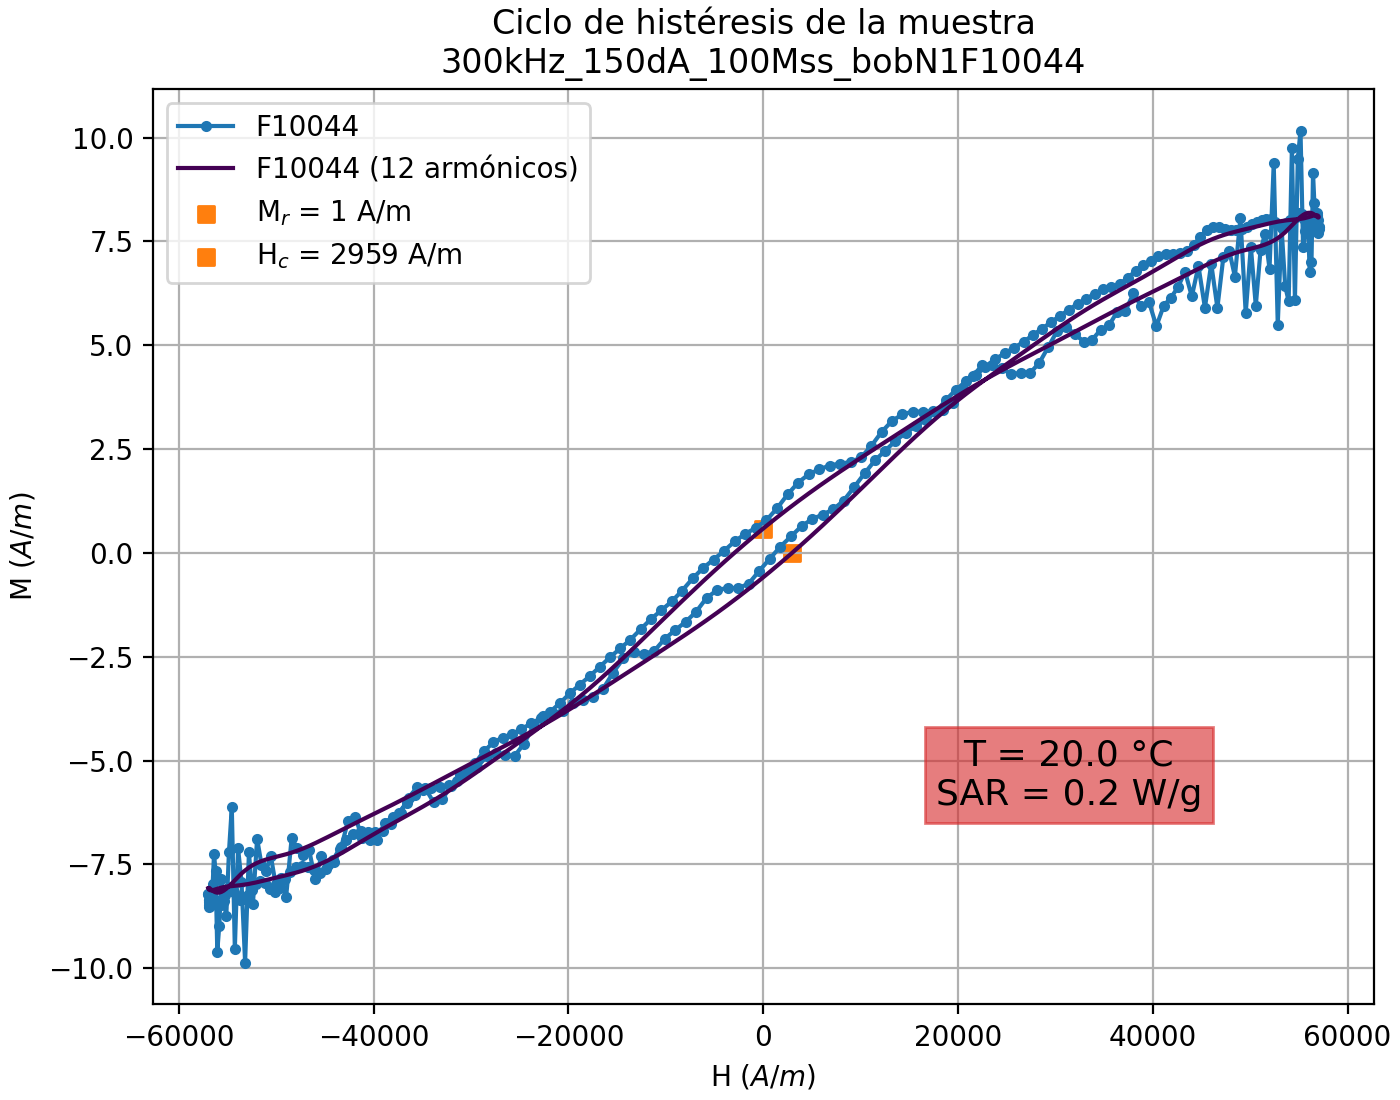 Ciclo de histéresis de la muestra
300kHz_150dA_100Mss_bobN1F10044
F10044
F10044 (12 armónicos)
Mᵣ = 1 A/m
H꜀ = 2959 A/m
10.0
7.5
5.0
2.5
0.0
−2.5
−5.0
−7.5
−10.0
M (A/m)
T = 20.0 °C
SAR = 0.2 W/g
−60000 −40000 −20000 0 20000 40000 60000
H (A/m)